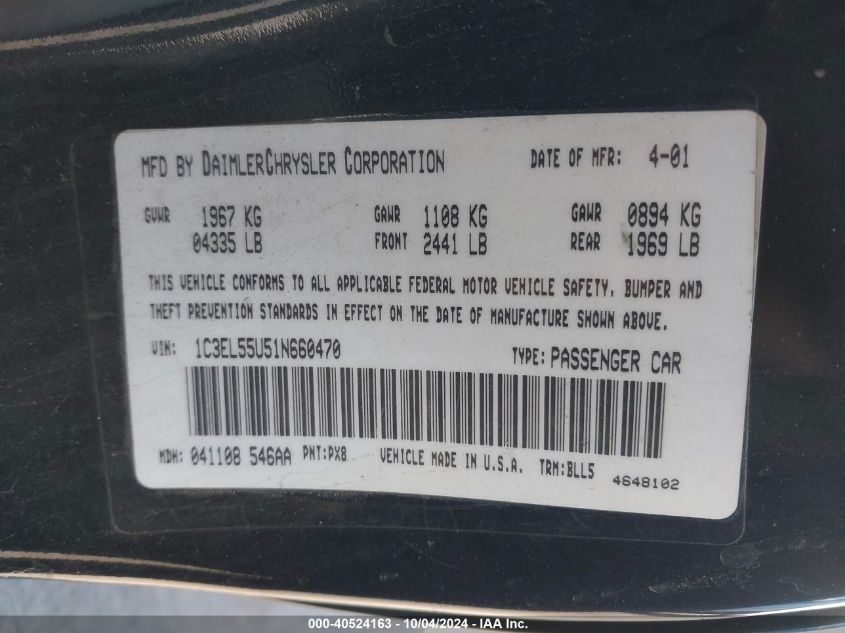 MFD BY DAIMLERCHRYSLER CORPORATION DATE OF MFR: 4-01
GVWR 1967 KG GAWR 1108 KG GAWR 0894 KG
04335 LB FRONT 2441 LB REAR 1969 LB
THIS VEHICLE CONFORMS TO ALL APPLICABLE FEDERAL MOTOR VEHICLE SAFETY, BUMPER AND
THEFT PREVENTION STANDARDS IN EFFECT ON THE DATE OF MANUFACTURE SHOWN ABOVE.
VIN: 1C3EL55U51N660470 TYPE: PASSENGER CAR
MDH: 041108 546AA PNT:PX8 VEHICLE MADE IN U.S.A. TRM:BLL5 4648102
000-40524163 - 10/04/2024 - IAA Inc.